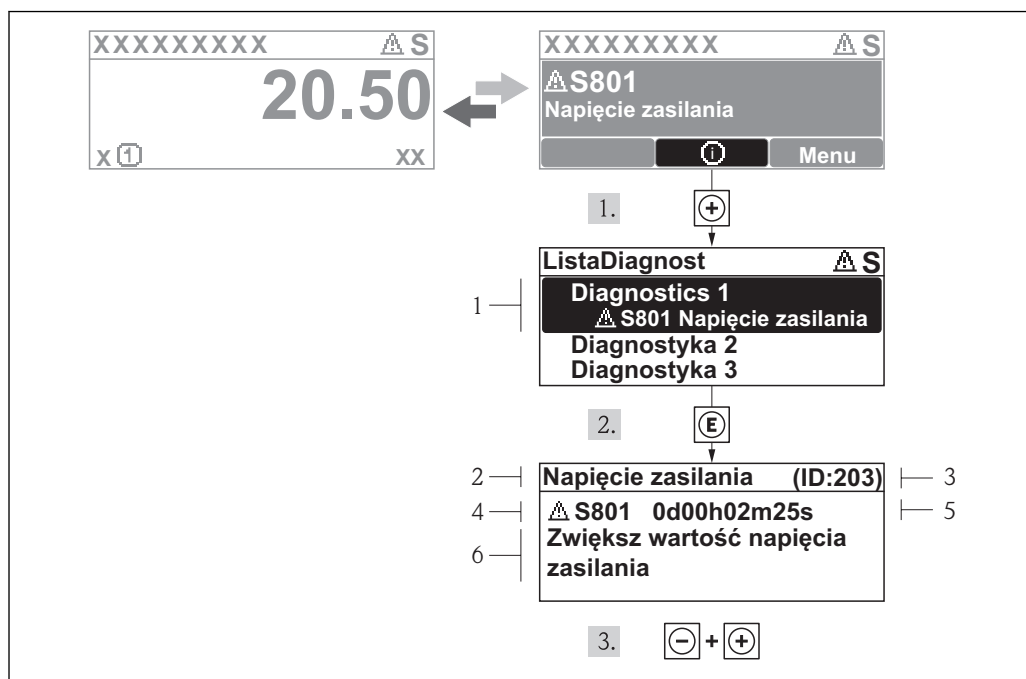 XXXXXXXXX ⚠ S
20.50
x ① xx
XXXXXXXXX ⚠ S
⚠S801
Napięcie zasilania
ⓘ Menu
1. +
ListaDiagnost ⚠ S
1
Diagnostics 1
⚠ S801 Napięcie zasilania
Diagnostyka 2
Diagnostyka 3
2. E
2 Napięcie zasilania (ID:203) 3
4 ⚠ S801 0d00h02m25s 5
6
Zwiększ wartość napięcia
zasilania
3. - + +